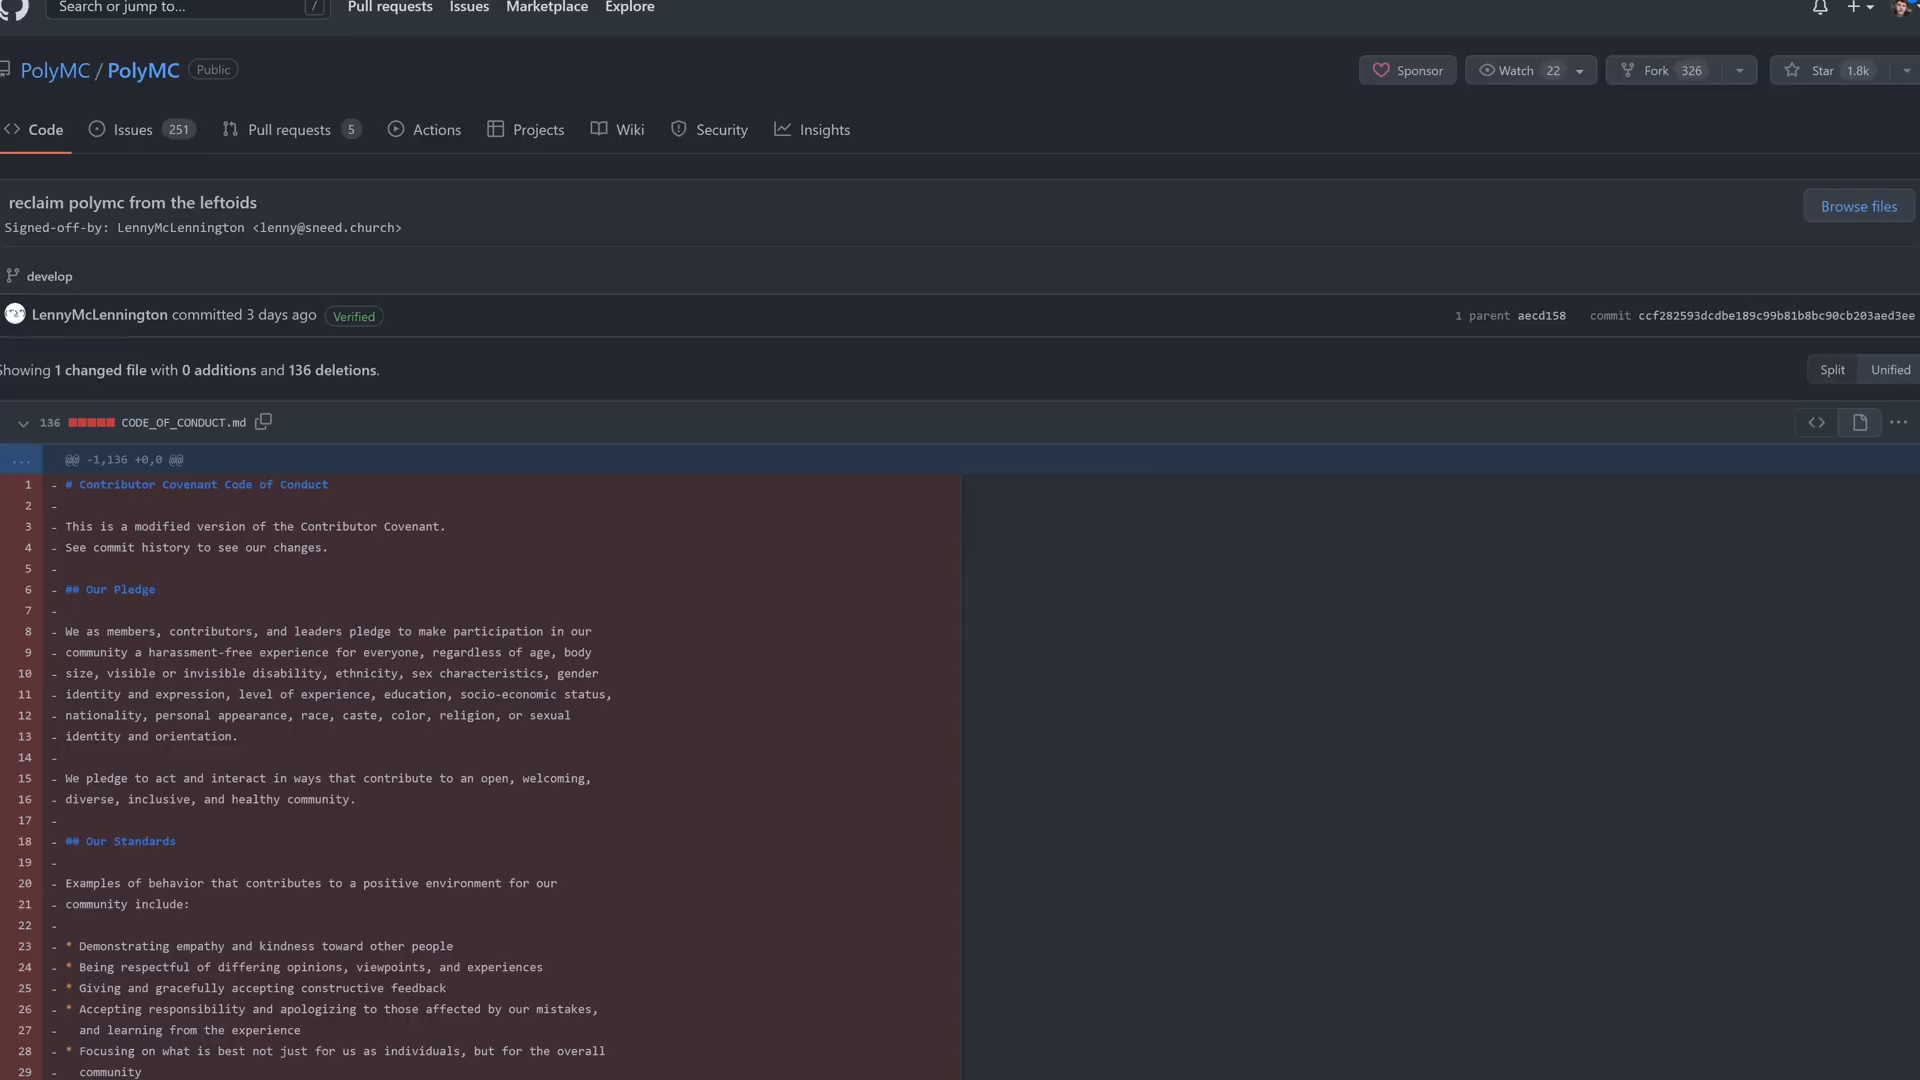 Search or jump to... /
Pull requests Issues Marketplace Explore
PolyMC / PolyMC Public
Sponsor Watch 22 Fork 326 Star 1.8k
Code Issues 251 Pull requests 5 Actions Projects Wiki Security Insights
reclaim polymc from the leftoids
Browse files
Signed-off-by: LennyMcLennington <lenny@sneed.church>
develop
LennyMcLennington committed 3 days ago Verified
1 parent aecd158 commit ccf282593dcdbe189c99b81b8bc90cb203aed3ee
Showing 1 changed file with 0 additions and 136 deletions.
Split Unified
136 CODE_OF_CONDUCT.md
... @@ -1,136 +0,0 @@
1 - # Contributor Covenant Code of Conduct
2 -
3 - This is a modified version of the Contributor Covenant.
4 - See commit history to see our changes.
5 -
6 - ## Our Pledge
7 -
8 - We as members, contributors, and leaders pledge to make participation in our
9 - community a harassment-free experience for everyone, regardless of age, body
10 - size, visible or invisible disability, ethnicity, sex characteristics, gender
11 - identity and expression, level of experience, education, socio-economic status,
12 - nationality, personal appearance, race, caste, color, religion, or sexual
13 - identity and orientation.
14 -
15 - We pledge to act and interact in ways that contribute to an open, welcoming,
16 - diverse, inclusive, and healthy community.
17 -
18 - ## Our Standards
19 -
20 - Examples of behavior that contributes to a positive environment for our
21 - community include:
22 -
23 - * Demonstrating empathy and kindness toward other people
24 - * Being respectful of differing opinions, viewpoints, and experiences
25 - * Giving and gracefully accepting constructive feedback
26 - * Accepting responsibility and apologizing to those affected by our mistakes,
27 - and learning from the experience
28 - * Focusing on what is best not just for us as individuals, but for the overall
29 - community